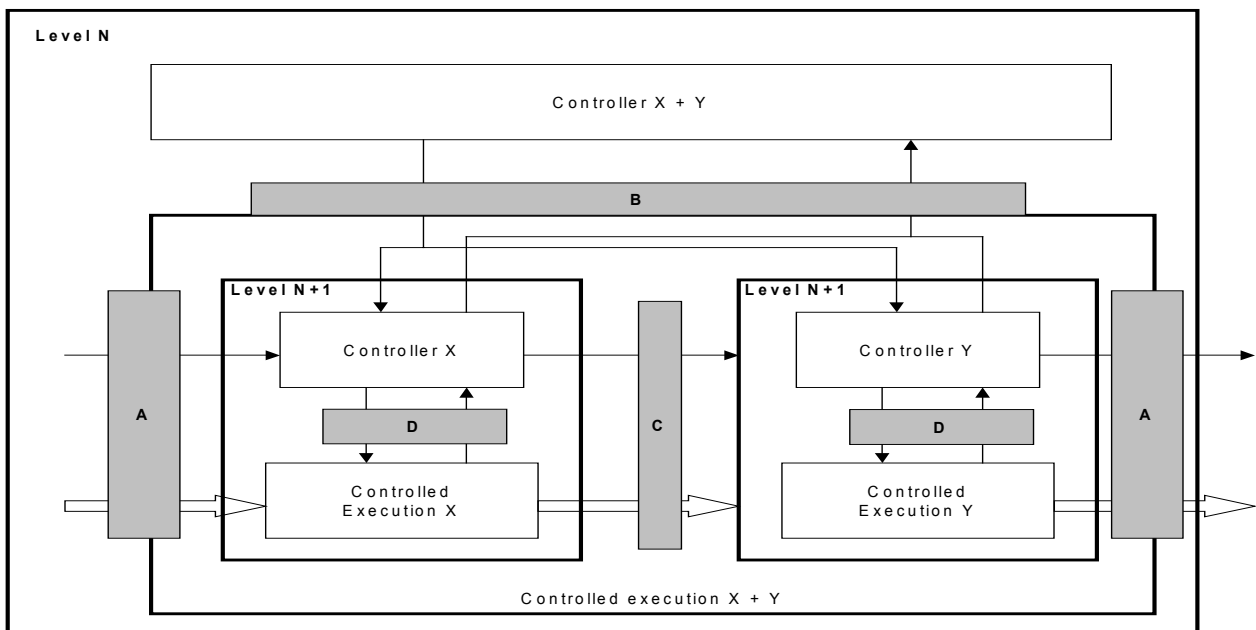 Level N
Controller X + Y
B
Level N+1
Level N+1
Controller X
Controller Y
A
D
C
D
A
Controlled
Execution X
Controlled
Execution Y
Controlled execution X + Y